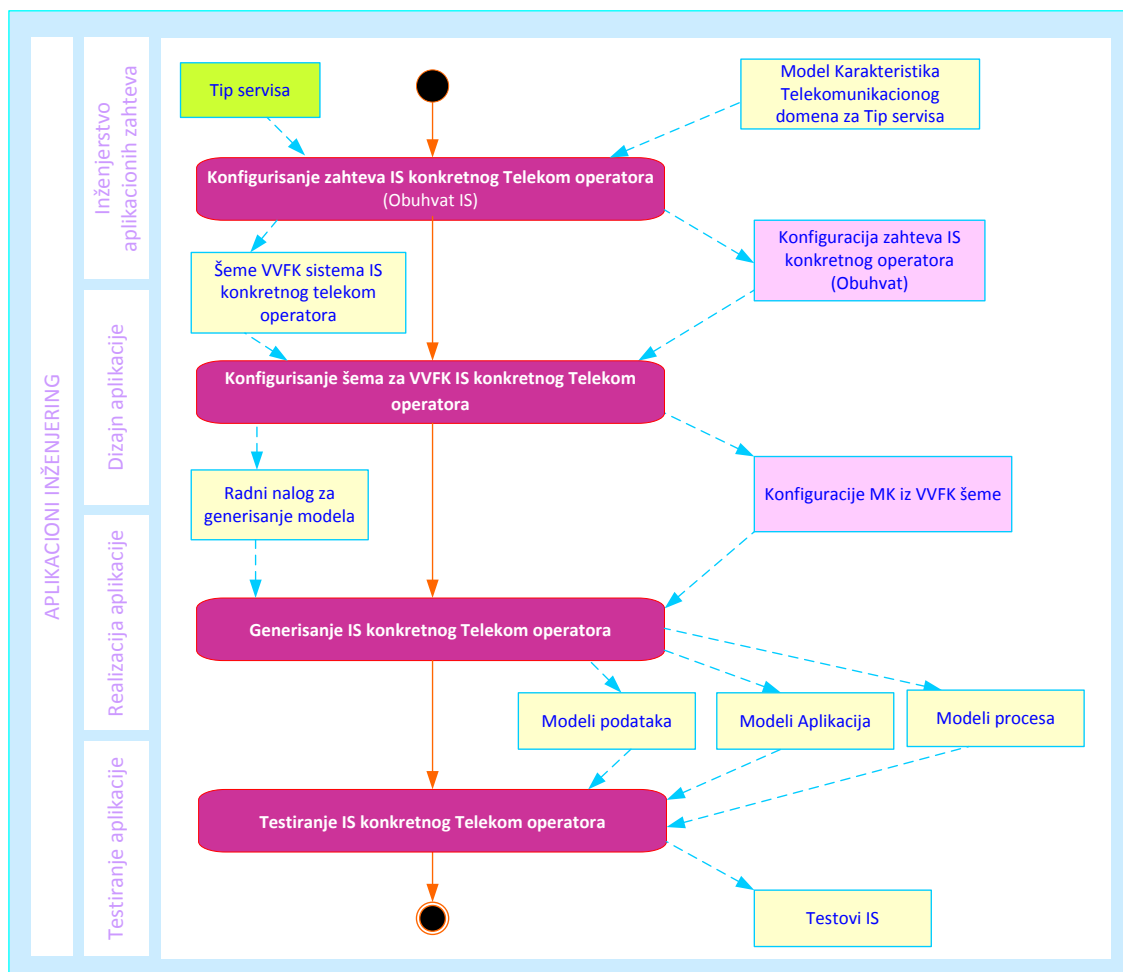 APLIKACIONI INŽENJERING
Inženjerstvo
aplikacionih zahteva
Dizajn aplikacije
Realizacija aplikacije
Testiranje aplikacije
Tip servisa
Model Karakteristika
Telekomunikacionog
domena za Tip servisa
Konfigurisanje zahteva IS konkretnog Telekom operatora
(Obuhvat IS)
Šeme VVFK sistema IS
konkretnog telekom
operatora
Konfiguracija zahteva IS
konkretnog operatora
(Obuhvat)
Konfigurisanje šema za VVFK IS konkretnog Telekom
operatora
Radni nalog za
generisanje modela
Konfiguracije MK iz VVFK šeme
Generisanje IS konkretnog Telekom operatora
Modeli podataka
Modeli Aplikacija
Modeli procesa
Testiranje IS konkretnog Telekom operatora
Testovi IS